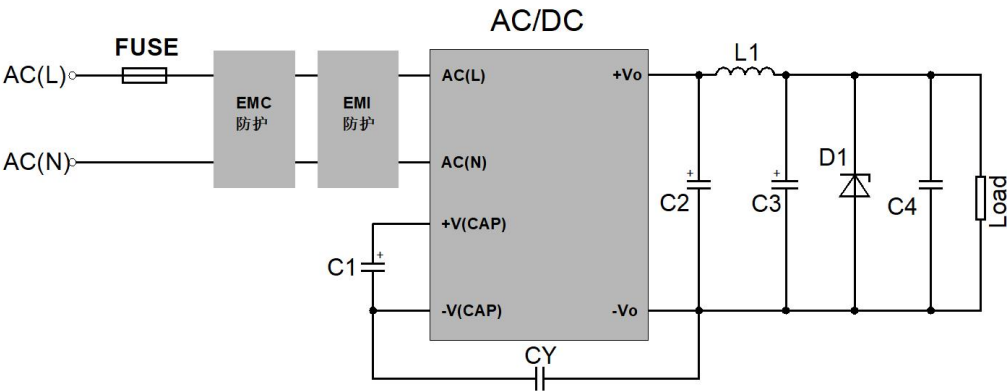 AC/DC
FUSE
AC(L)
AC(N)
EMC
防护
EMI
防护
AC(L)
AC(N)
+V(CAP)
-V(CAP)
+Vo
-Vo
C1
+
CY
L1
C2
+
C3
+
D1
C4
Load